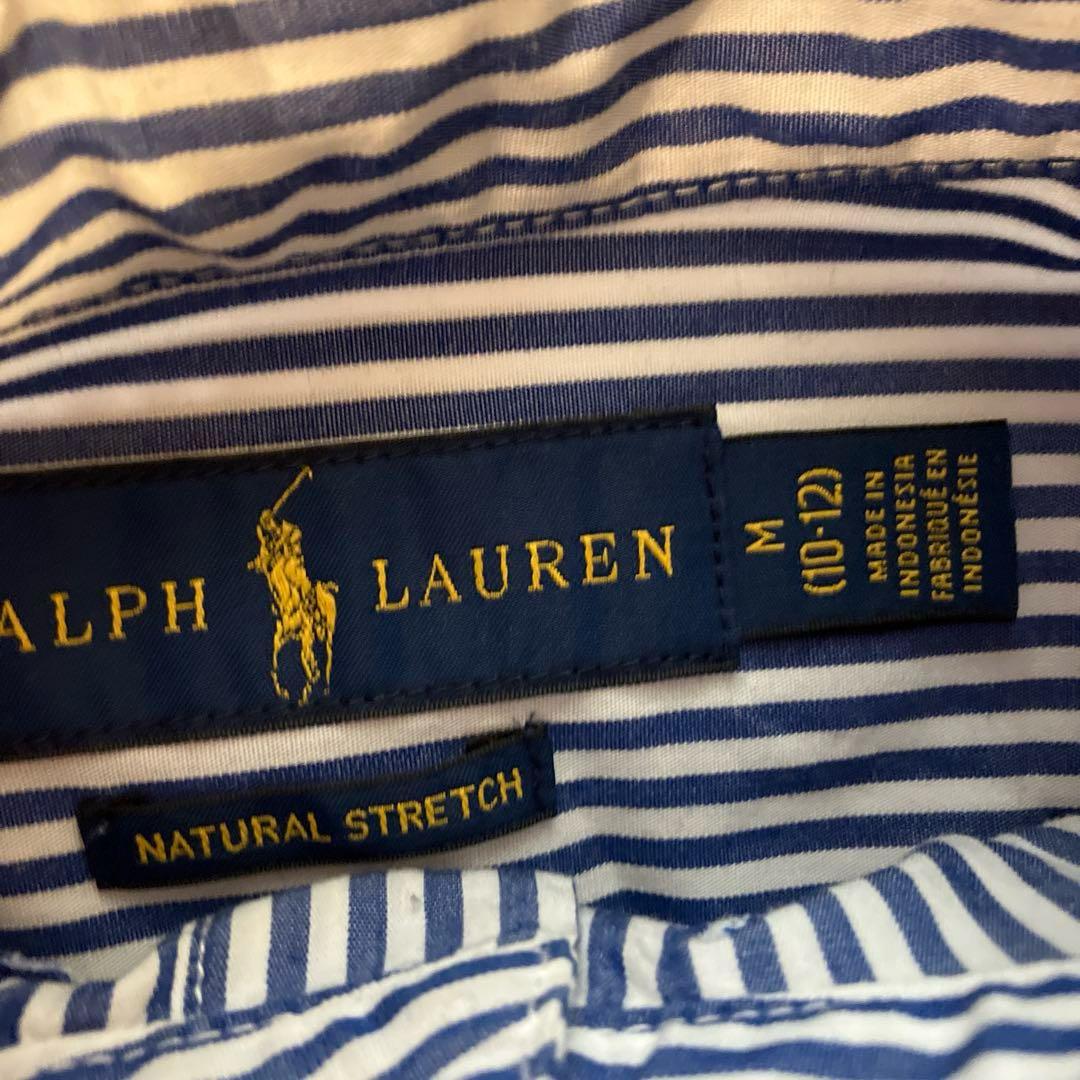 ALPH LAUREN
M
(10-12)
MADE IN
INDONESIA
FABRIQUÉ EN
INDONÉSIE
NATURAL STRETCH